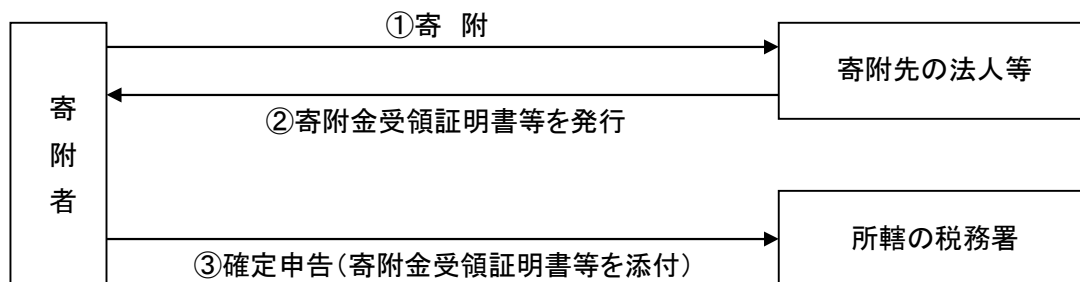 ①寄　附
寄附先の法人等
②寄附金受領証明書等を発行
寄附者
所轄の税務署
③確定申告(寄附金受領証明書等を添付)